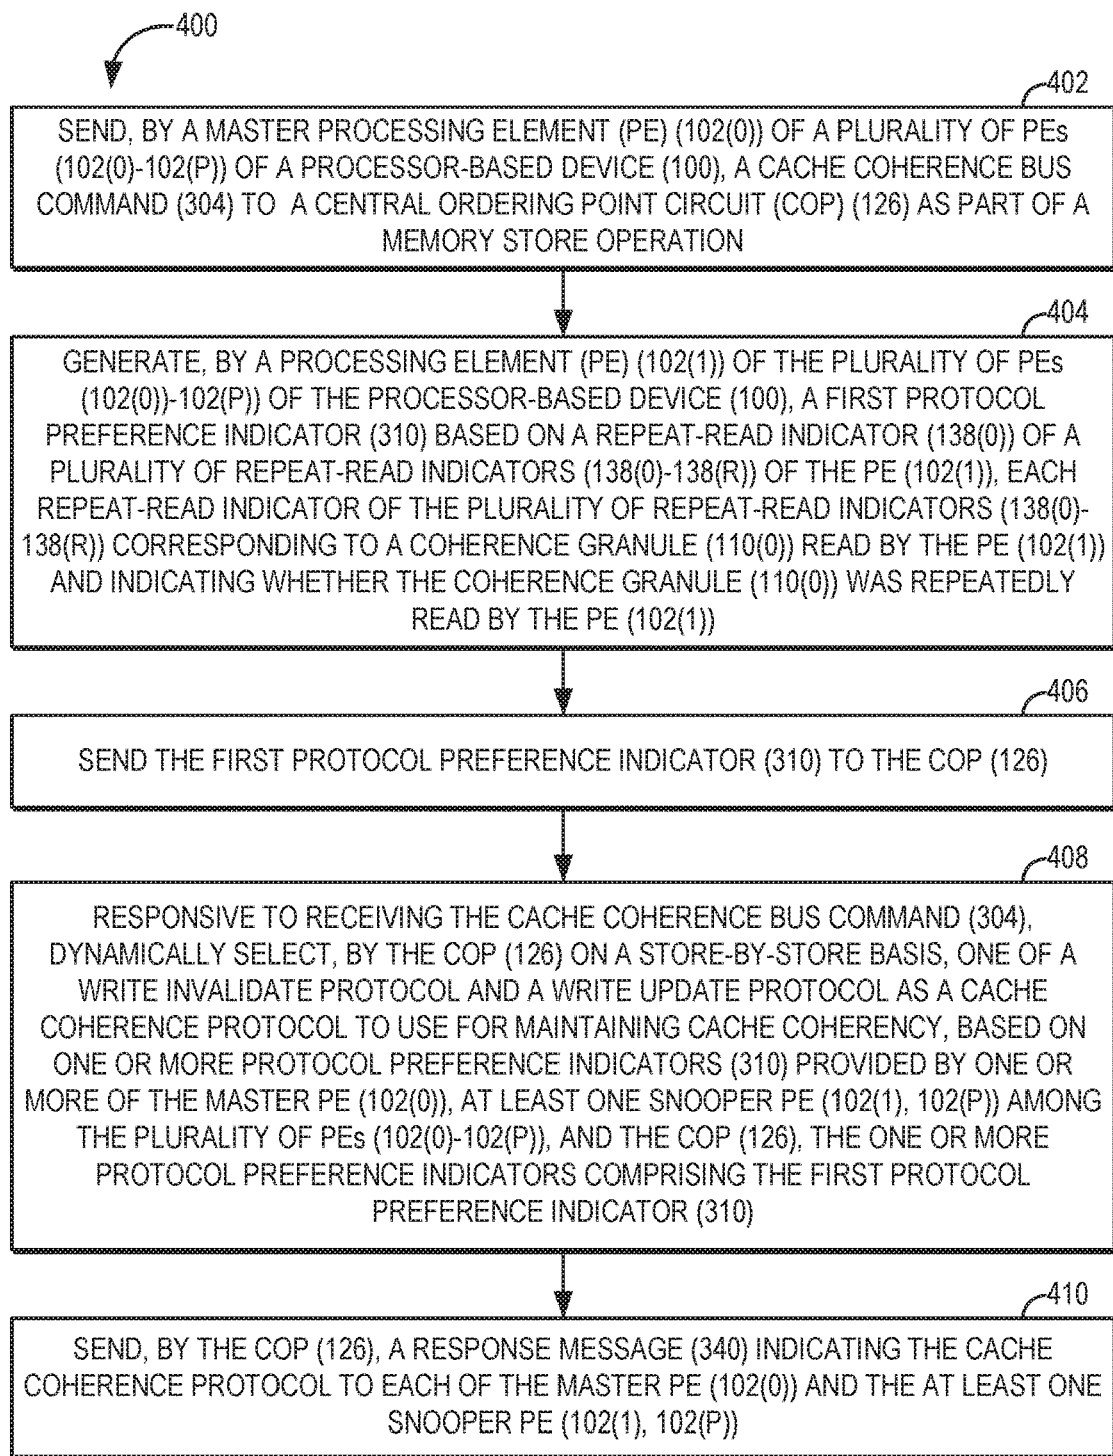 400
402
SEND, BY A MASTER PROCESSING ELEMENT (PE) (102(0)) OF A PLURALITY OF PEs
(102(0)-102(P)) OF A PROCESSOR-BASED DEVICE (100), A CACHE COHERENCE BUS
COMMAND (304) TO A CENTRAL ORDERING POINT CIRCUIT (COP) (126) AS PART OF A
MEMORY STORE OPERATION
404
GENERATE, BY A PROCESSING ELEMENT (PE) (102(1)) OF THE PLURALITY OF PEs
(102(0))-102(P)) OF THE PROCESSOR-BASED DEVICE (100), A FIRST PROTOCOL
PREFERENCE INDICATOR (310) BASED ON A REPEAT-READ INDICATOR (138(0)) OF A
PLURALITY OF REPEAT-READ INDICATORS (138(0)-138(R)) OF THE PE (102(1)), EACH
REPEAT-READ INDICATOR OF THE PLURALITY OF REPEAT-READ INDICATORS (138(0)-
138(R)) CORRESPONDING TO A COHERENCE GRANULE (110(0)) READ BY THE PE (102(1))
AND INDICATING WHETHER THE COHERENCE GRANULE (110(0)) WAS REPEATEDLY
READ BY THE PE (102(1))
406
SEND THE FIRST PROTOCOL PREFERENCE INDICATOR (310) TO THE COP (126)
408
RESPONSIVE TO RECEIVING THE CACHE COHERENCE BUS COMMAND (304),
DYNAMICALLY SELECT, BY THE COP (126) ON A STORE-BY-STORE BASIS, ONE OF A
WRITE INVALIDATE PROTOCOL AND A WRITE UPDATE PROTOCOL AS A CACHE
COHERENCE PROTOCOL TO USE FOR MAINTAINING CACHE COHERENCY, BASED ON
ONE OR MORE PROTOCOL PREFERENCE INDICATORS (310) PROVIDED BY ONE OR
MORE OF THE MASTER PE (102(0)), AT LEAST ONE SNOOPER PE (102(1), 102(P)) AMONG
THE PLURALITY OF PEs (102(0)-102(P)), AND THE COP (126), THE ONE OR MORE
PROTOCOL PREFERENCE INDICATORS COMPRISING THE FIRST PROTOCOL
PREFERENCE INDICATOR (310)
410
SEND, BY THE COP (126), A RESPONSE MESSAGE (340) INDICATING THE CACHE
COHERENCE PROTOCOL TO EACH OF THE MASTER PE (102(0)) AND THE AT LEAST ONE
SNOOPER PE (102(1), 102(P))